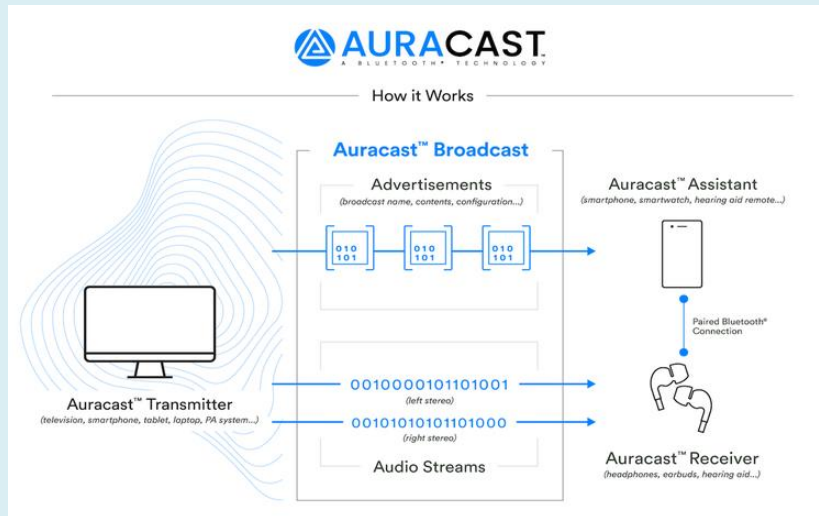 AURACAST™
A BLUETOOTH® TECHNOLOGY
How it Works
Auracast™ Broadcast
Advertisements
(broadcast name, contents, configuration...)
010
101
010
101
010
101
Auracast™ Assistant
(smartphone, smartwatch, hearing aid remote...)
Paired Bluetooth®
Connection
Auracast™ Transmitter
(television, smartphone, tablet, laptop, PA system...)
0010000101101001
(left stereo)
00101010101101000
(right stereo)
Audio Streams
Auracast™ Receiver
(headphones, earbuds, hearing aid...)